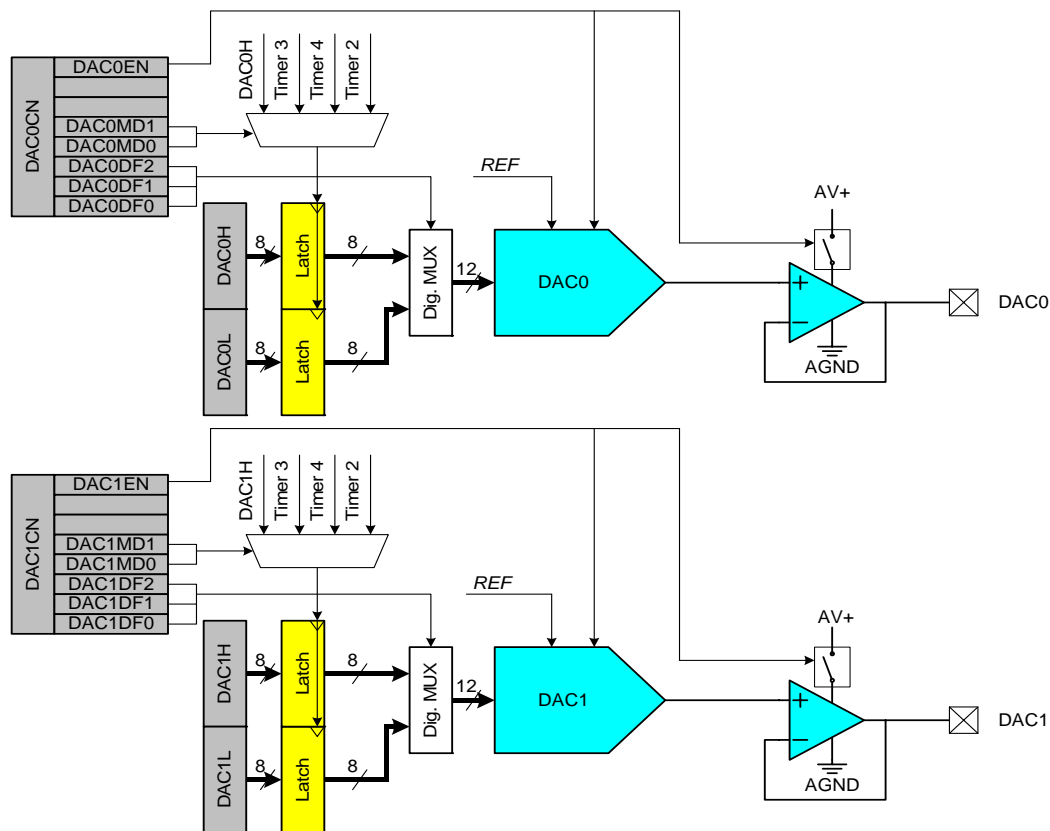 DAC0CN
DAC0EN
DAC0MD1
DAC0MD0
DAC0DF2
DAC0DF1
DAC0DF0
DAC0H
Timer 3
Timer 4
Timer 2
REF
AV+
DAC0H
8
Latch
8
Dig. MUX
12
DAC0
+
−
DAC0
DAC0L
8
Latch
8
AGND
DAC1CN
DAC1EN
DAC1MD1
DAC1MD0
DAC1DF2
DAC1DF1
DAC1DF0
DAC1H
Timer 3
Timer 4
Timer 2
REF
AV+
DAC1H
8
Latch
8
Dig. MUX
12
DAC1
+
−
DAC1
DAC1L
8
Latch
8
AGND